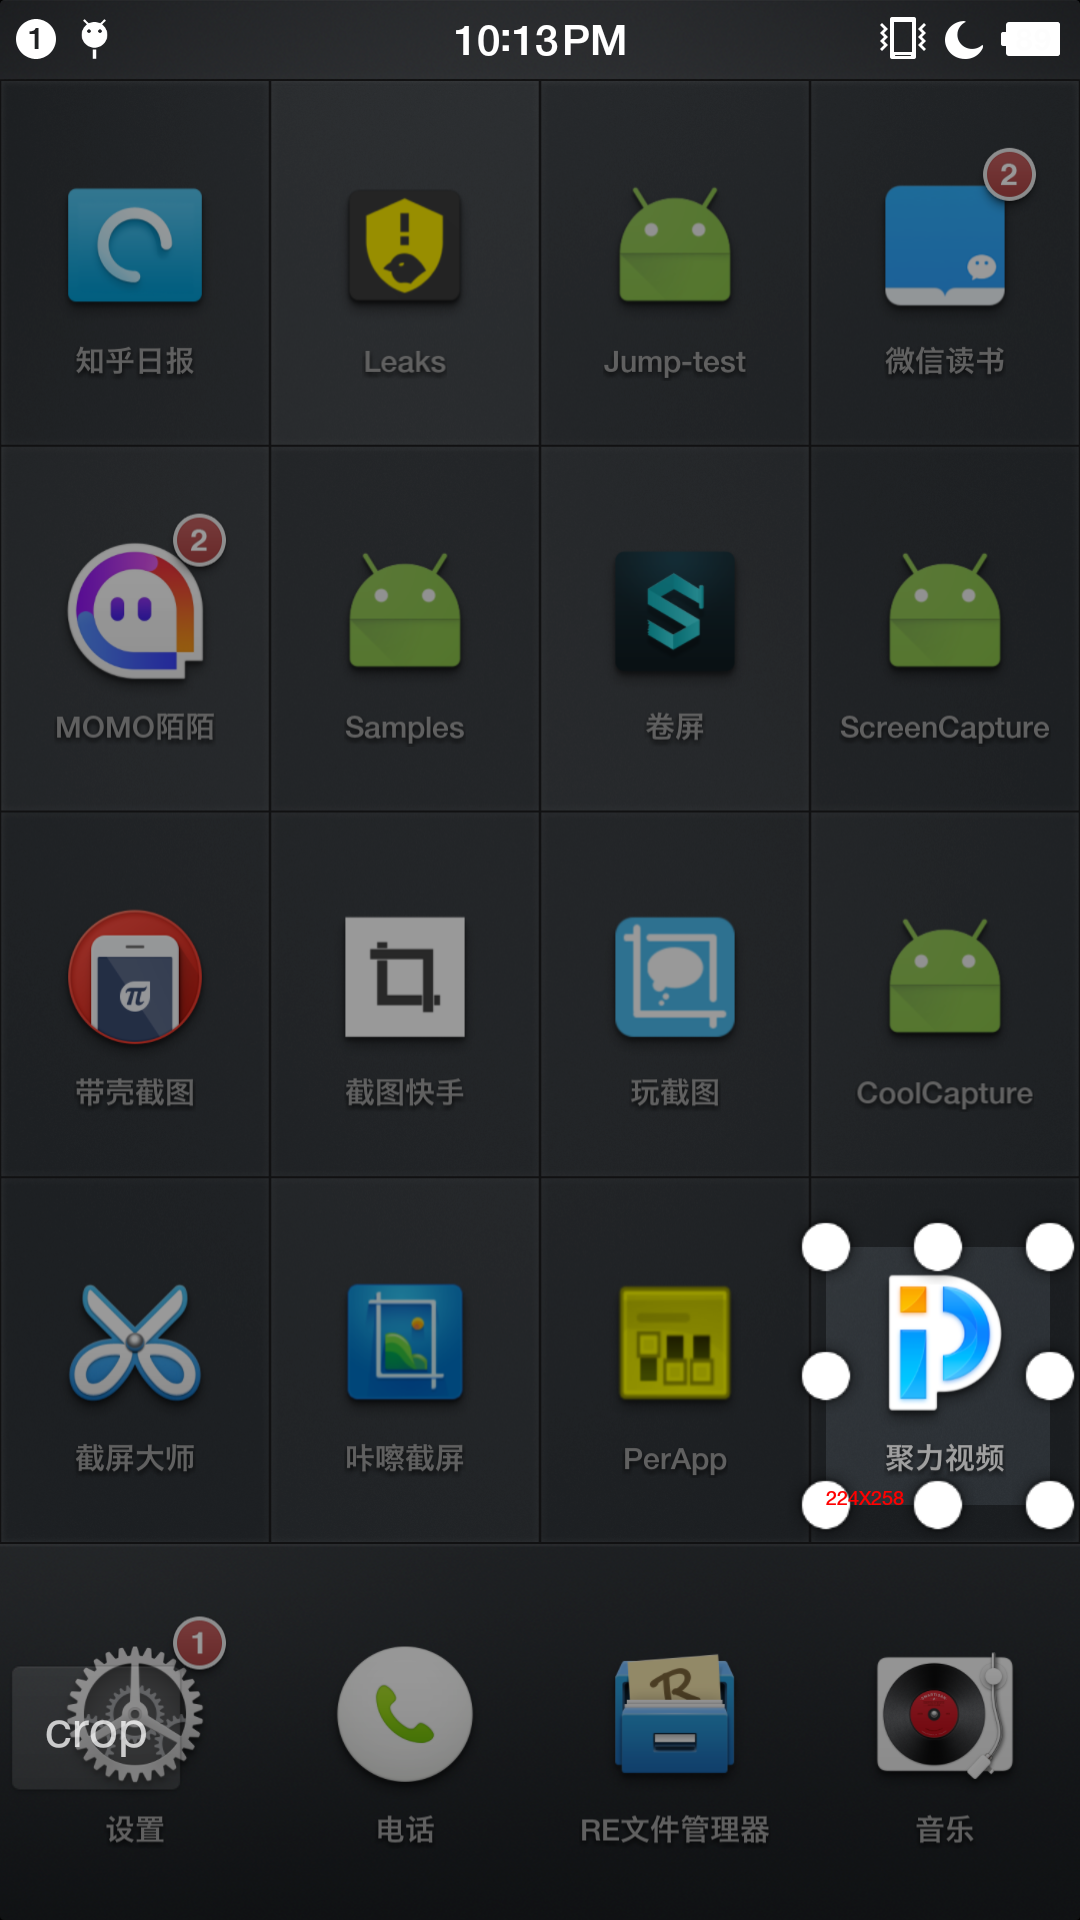 1
10:13PM
2
知乎日报
Leaks
Jump-test
微信读书
2
MOMO陌陌
Samples
卷屏
ScreenCapture
带壳截图
截图快手
玩截图
CoolCapture
截屏大师
咔嚓截屏
PerApp
聚力视频
224X258
1
crop
设置
电话
RE文件管理器
音乐